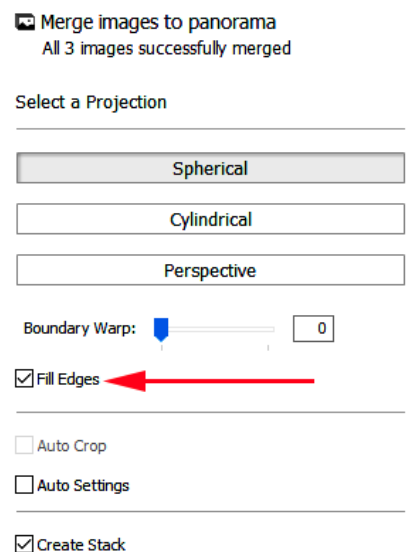 Merge images to panorama
All 3 images successfully merged
Select a Projection
Spherical
Cylindrical
Perspective
Boundary Warp: 0
Fill Edges
Auto Crop
Auto Settings
Create Stack